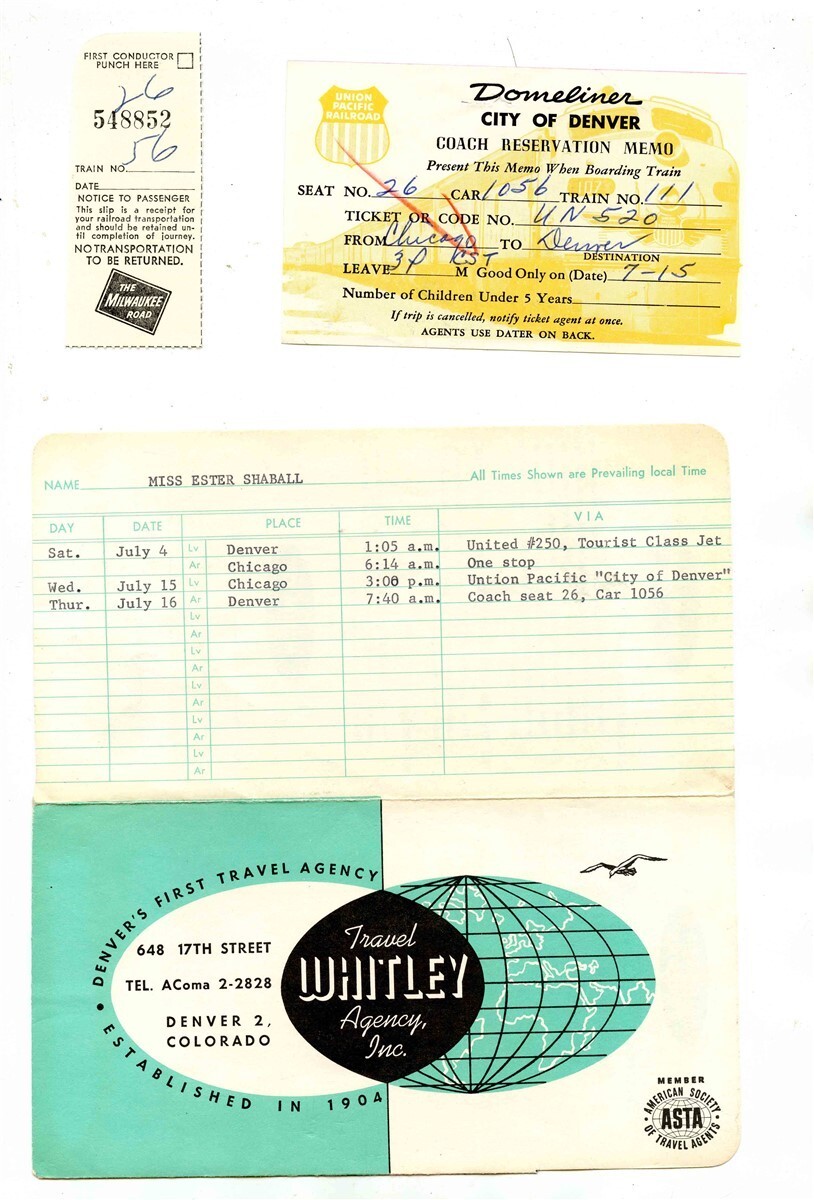 FIRST CONDUCTOR
PUNCH HERE
26
548852
56
TRAIN NO.
DATE
NOTICE TO PASSENGER
This slip is a receipt for
your railroad transportation
and should be retained un-
til completion of journey.
NO TRANSPORTATION
TO BE RETURNED.
THE
MILWAUKEE
ROAD
UNION
PACIFIC
RAILROAD
Domeliner
CITY OF DENVER
COACH RESERVATION MEMO
Present This Memo When Boarding Train
SEAT NO. 26 CAR 1056 TRAIN NO. 111
TICKET OR CODE NO. UN 520
FROM Chicago TO Denver
DESTINATION
LEAVE 3P CST M Good Only on (Date) 7-15
Number of Children Under 5 Years
If trip is cancelled, notify ticket agent at once.
AGENTS USE DATER ON BACK.
NAME MISS ESTER SHABALL All Times Shown are Prevailing local Time
DAY DATE PLACE TIME VIA
Sat. July 4 Lv Denver 1:05 a.m. United #250, Tourist Class Jet
Ar Chicago 6:14 a.m. One stop
Wed. July 15 Lv Chicago 3:00 p.m. Untion Pacific "City of Denver"
Thur. July 16 Ar Denver 7:40 a.m. Coach seat 26, Car 1056
Lv
Ar
Lv
Ar
Lv
Ar
Lv
Ar
Lv
Ar
• DENVER'S FIRST TRAVEL AGENCY
648 17TH STREET
TEL. AComa 2-2828
DENVER 2,
COLORADO
ESTABLISHED IN 1904
Travel
WHITLEY
Agency,
Inc.
MEMBER
AMERICAN SOCIETY
ASTA
OF TRAVEL AGENTS